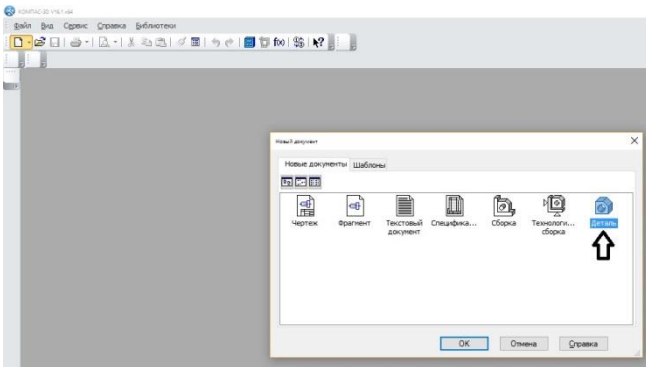 КОМПАС-3D V16.1 x64
Файл Вид Сервис Справка Библиотеки
f(x)
Новый документ
Новые документы Шаблоны
Чертеж Фрагмент Текстовый документ Специфика... Сборка Технологи... сборка Деталь
OK Отмена Справка